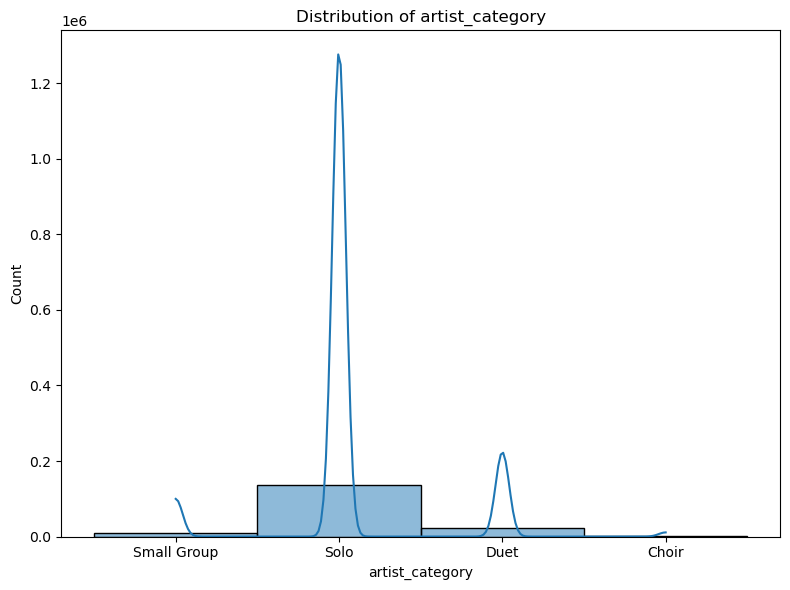 Distribution of artist_category
1e6
1.2
1.0
0.8
0.6
0.4
0.2
0.0
Count
Small Group Solo Duet Choir
artist_category